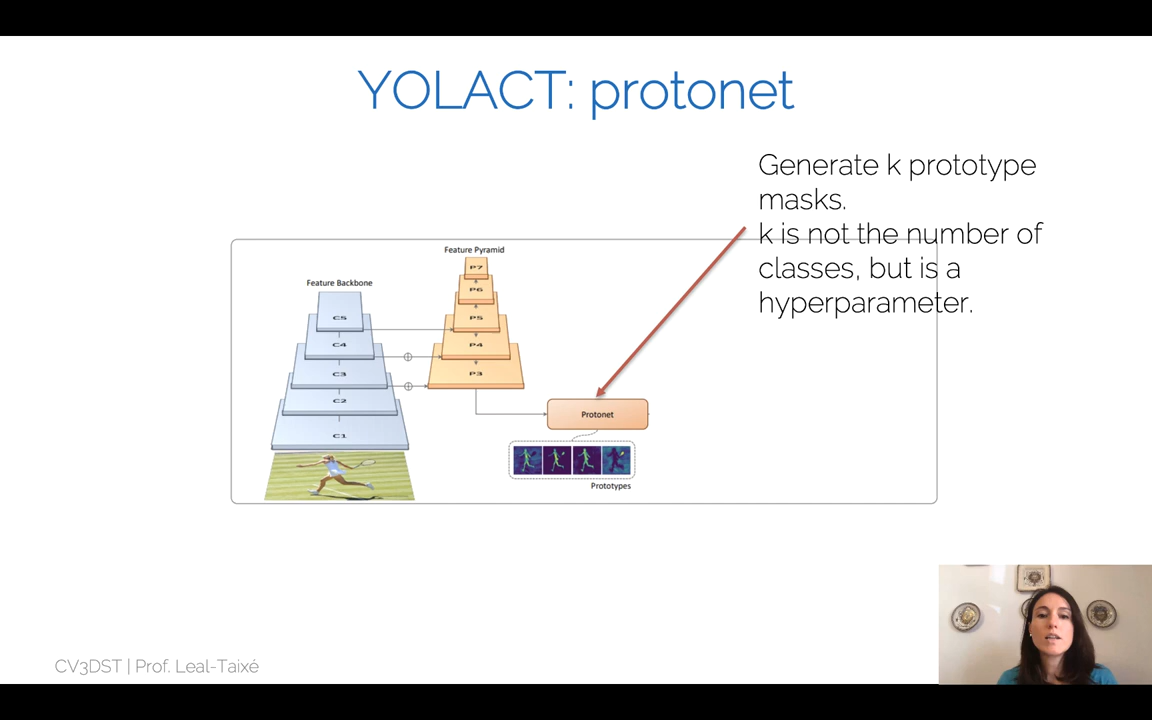 YOLACT: protonet
Generate k prototype
masks.
k is not the number of
classes, but is a
hyperparameter.
Feature Pyramid
P7
Feature Backbone
P6
C5
P5
C4
P4
C3
P3
C2
Protonet
C1
Prototypes
CV3DST | Prof. Leal-Taixé